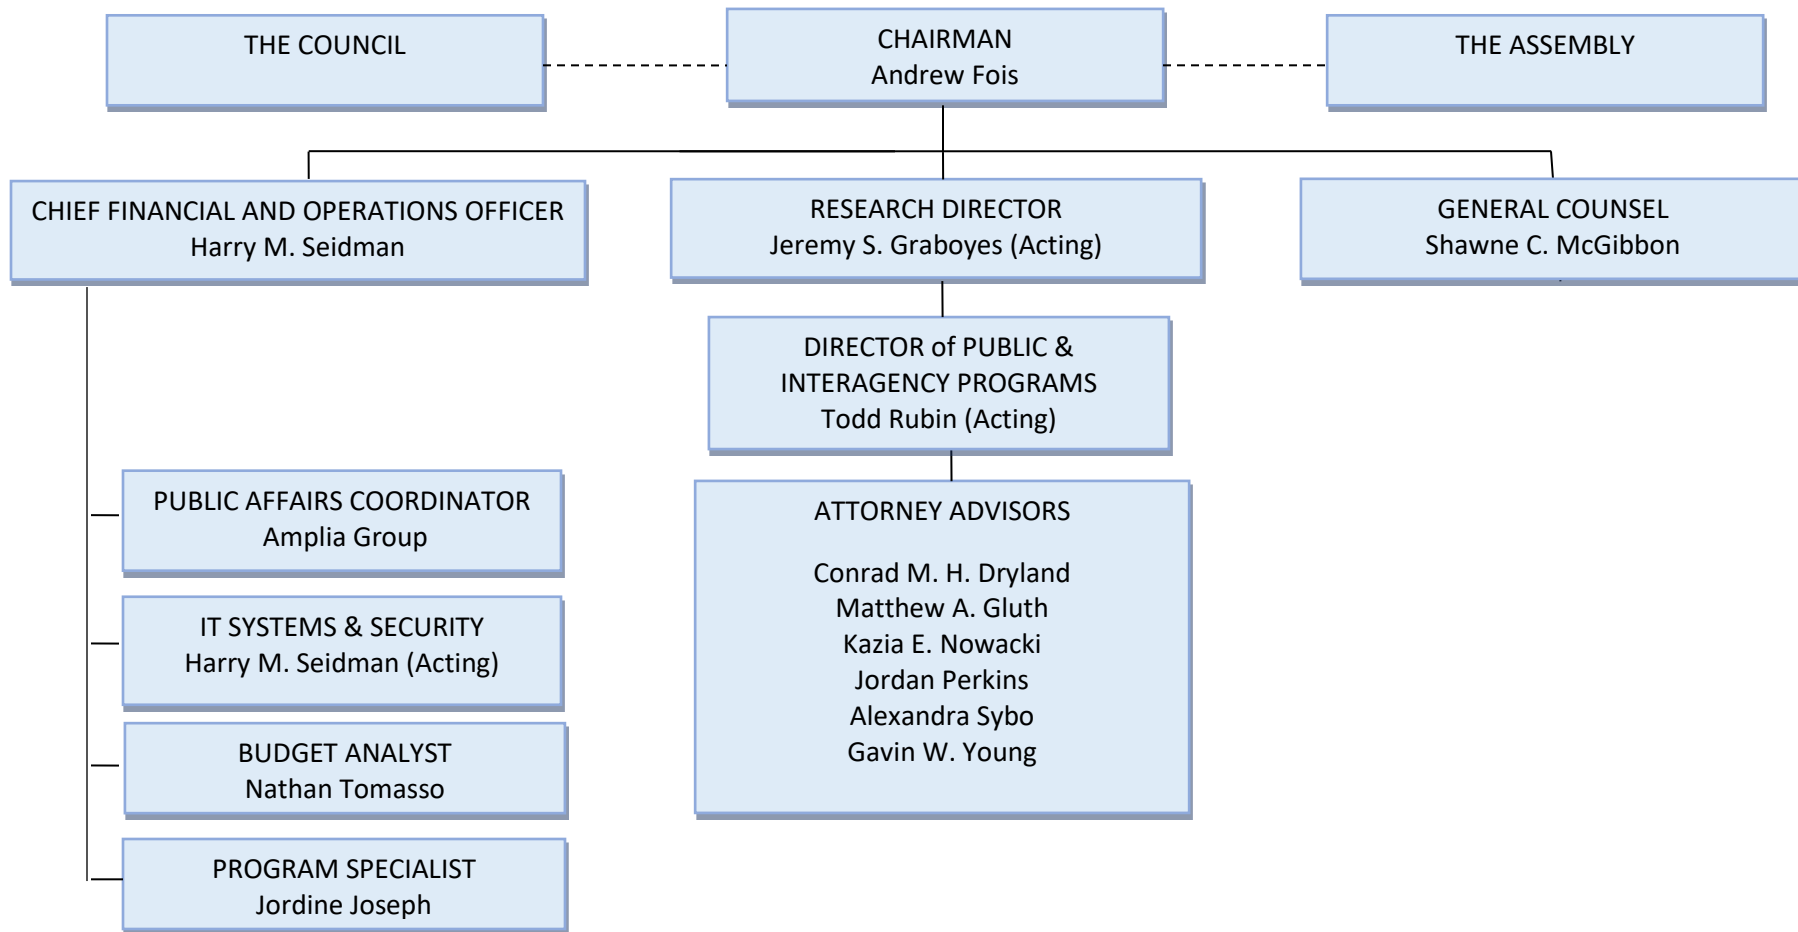 THE COUNCIL
CHAIRMAN
Andrew Fois
THE ASSEMBLY
CHIEF FINANCIAL AND OPERATIONS OFFICER
Harry M. Seidman
RESEARCH DIRECTOR
Jeremy S. Graboyes (Acting)
GENERAL COUNSEL
Shawne C. McGibbon
DIRECTOR of PUBLIC &
INTERAGENCY PROGRAMS
Todd Rubin (Acting)
PUBLIC AFFAIRS COORDINATOR
Amplia Group
IT SYSTEMS & SECURITY
Harry M. Seidman (Acting)
BUDGET ANALYST
Nathan Tomasso
PROGRAM SPECIALIST
Jordine Joseph
ATTORNEY ADVISORS
Conrad M. H. Dryland
Matthew A. Gluth
Kazia E. Nowacki
Jordan Perkins
Alexandra Sybo
Gavin W. Young